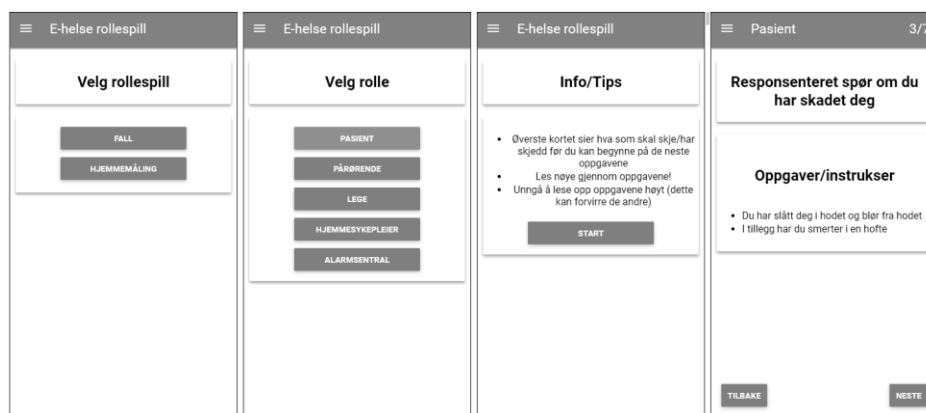 E-helse rollespill
Velg rollespill
FALL
HJEMMEMÅLING
E-helse rollespill
Velg rolle
PASIENT
PÅRØRENDE
LEGE
HJEMMESYKEPLEIER
ALARMSENTRAL
E-helse rollespill
Info/Tips
• Øverste kortet sier hva som skal skje/har
skjedd før du kan begynne på de neste
oppgavene
• Les nøye gjennom oppgavene!
• Unngå å lese opp oppgavene høyt (dette
kan forvirre de andre)
START
Pasient 3/7
Responsenteret spør om du
har skadet deg
Oppgaver/instrukser
• Du har slått deg i hodet og blør fra hodet
• I tillegg har du smerter i en hofte
TILBAKE NESTE